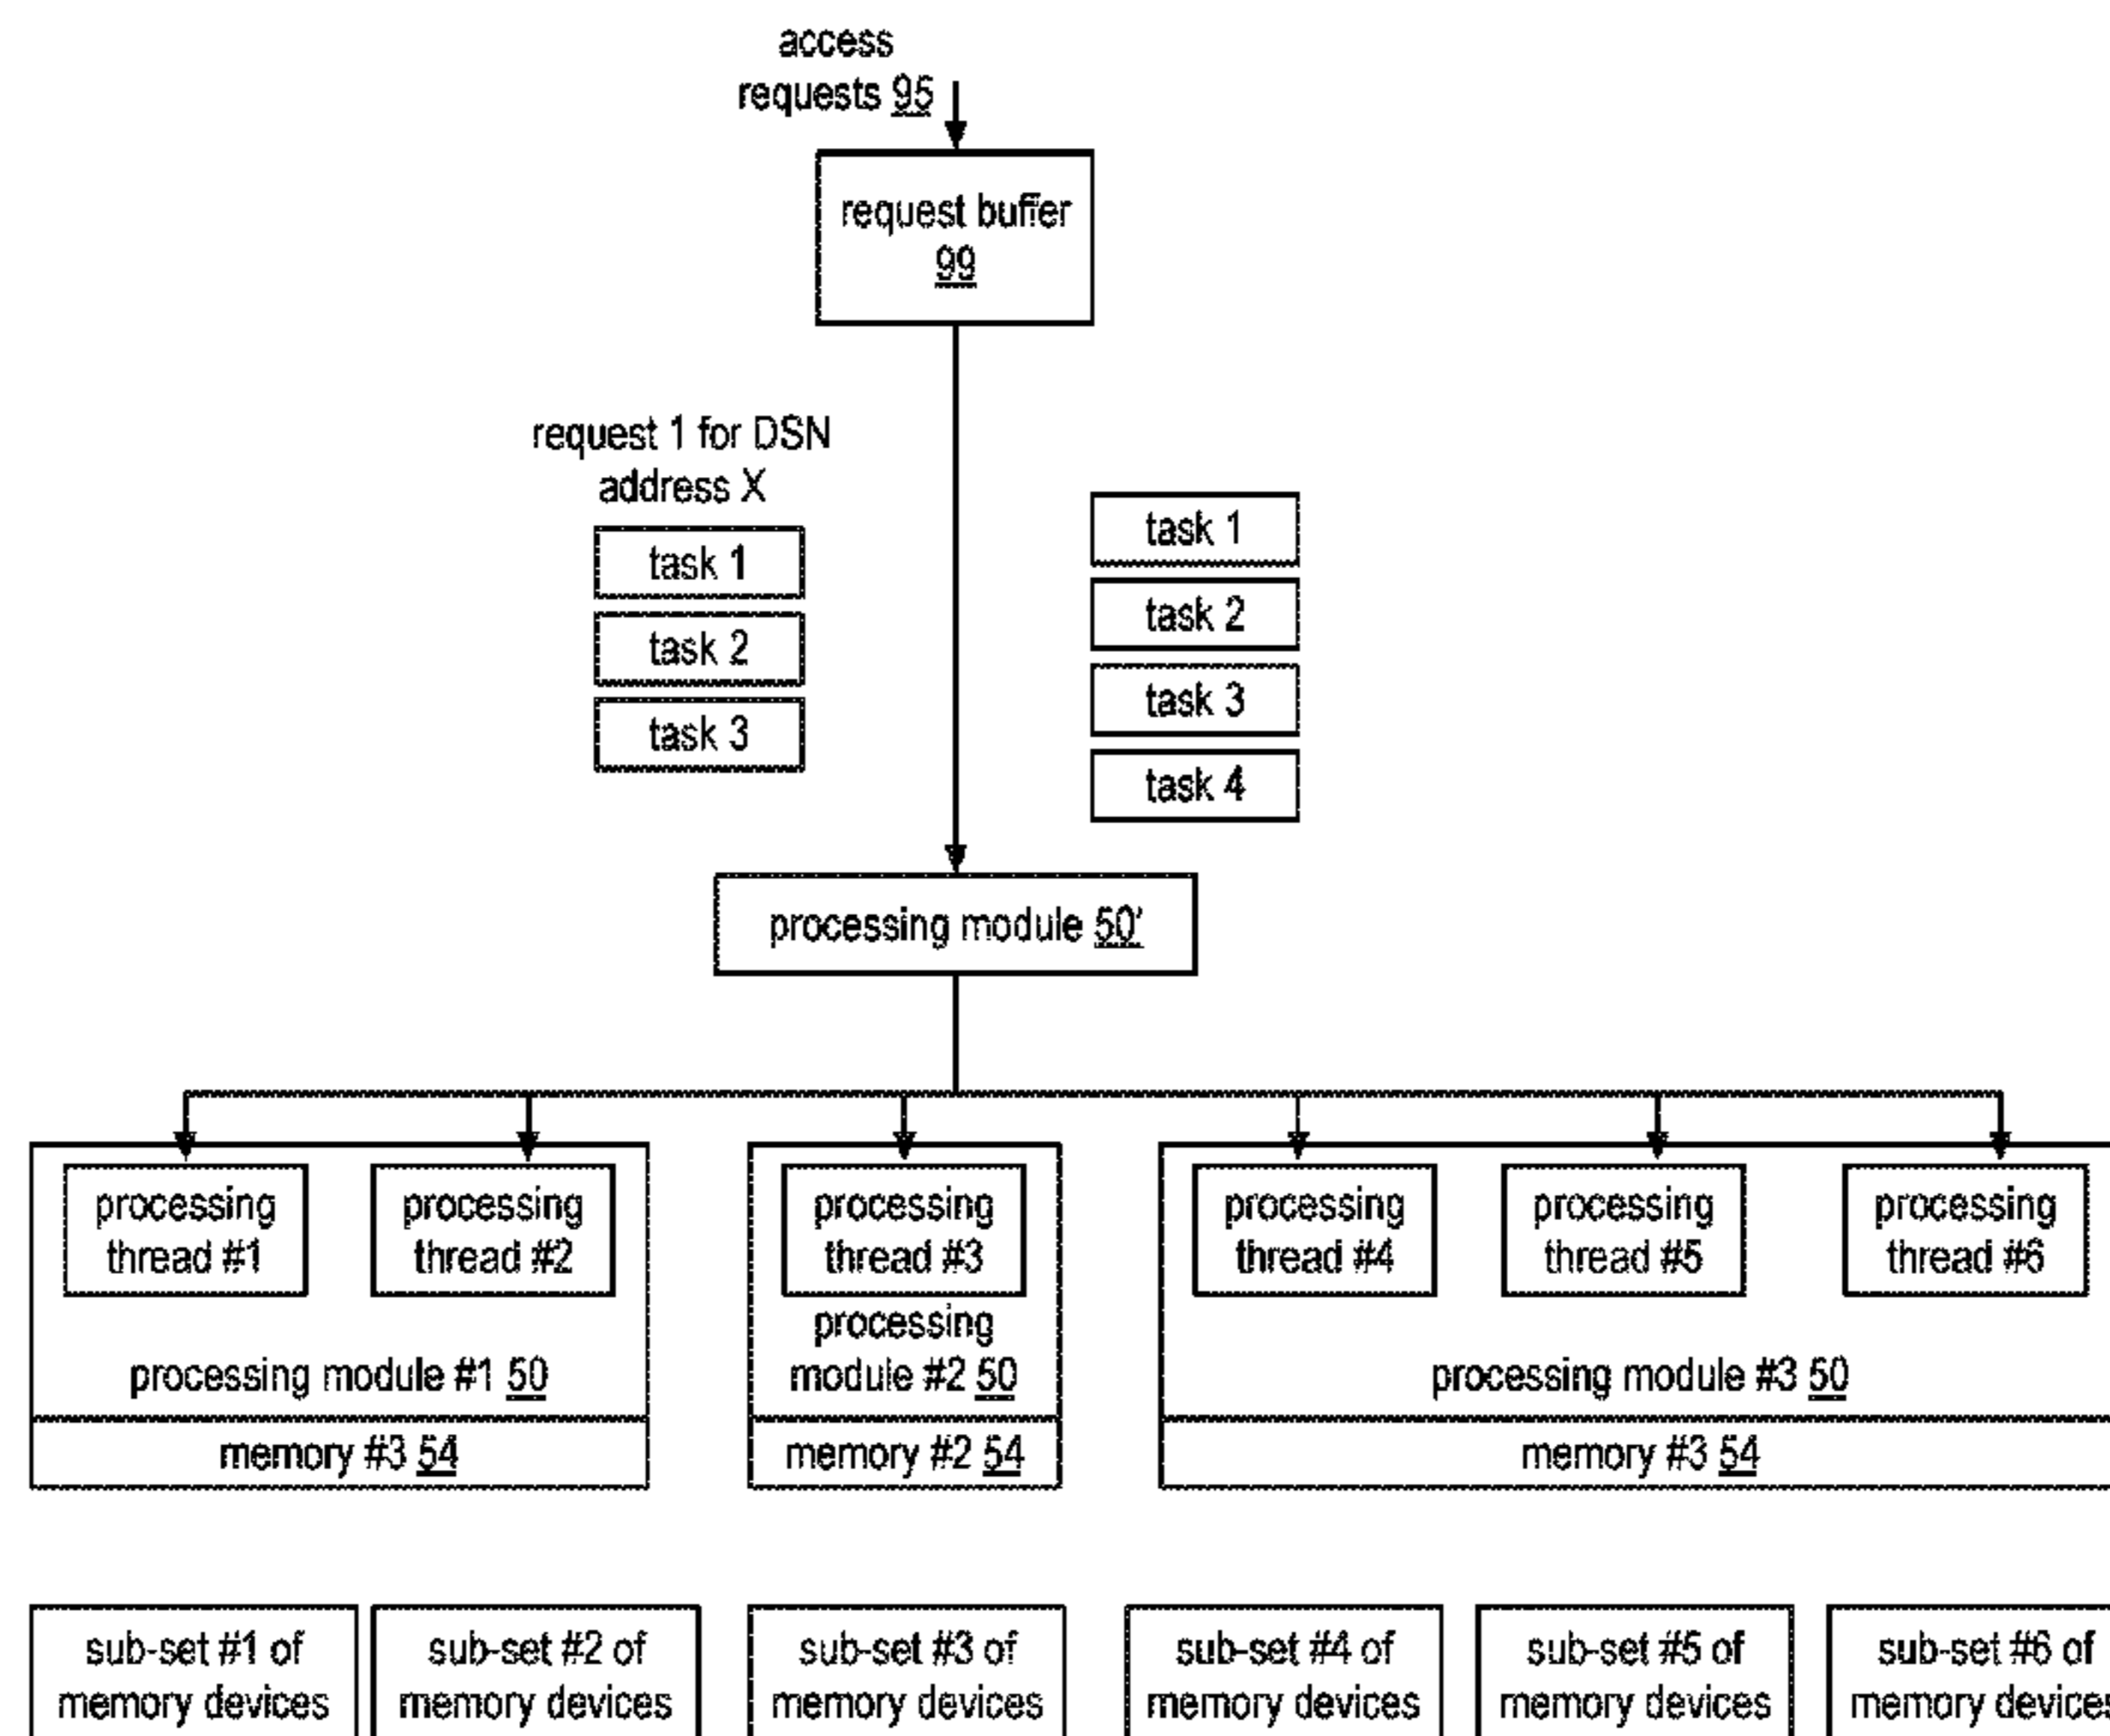 access
requests 95
request buffer
99
request 1 for DSN
address X
task 1
task 2
task 3
task 1
task 2
task 3
task 4
processing module 50'
processing
thread #1
processing
thread #2
processing module #1 50
memory #3 54
processing
thread #3
processing
module #2 50
memory #2 54
processing
thread #4
processing
thread #5
processing
thread #6
processing module #3 50
memory #3 54
sub-set #1 of
memory devices
sub-set #2 of
memory devices
sub-set #3 of
memory devices
sub-set #4 of
memory devices
sub-set #5 of
memory devices
sub-set #6 of
memory devices